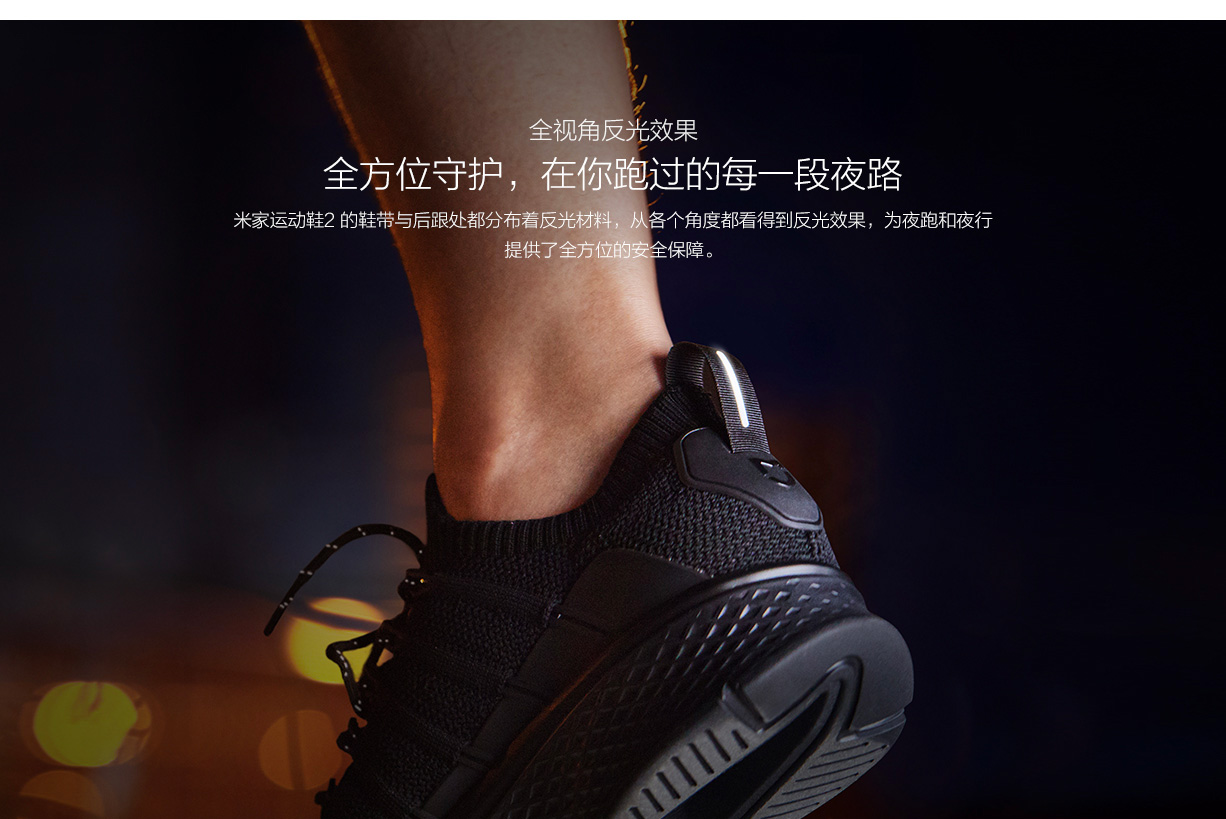 全视角反光效果
全方位守护，在你跑过的每一段夜路
米家运动鞋2 的鞋带与后跟处都分布着反光材料，从各个角度都看得到反光效果，为夜跑和夜行
提供了全方位的安全保障。